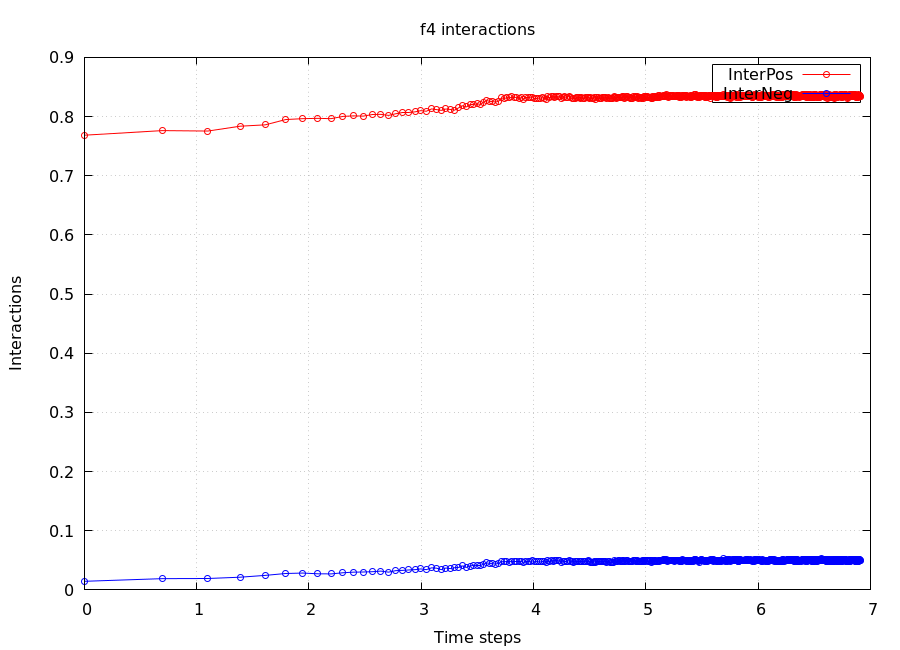 f4 interactions
InterPos
InterNeg
0.9
0.8
0.7
0.6
0.5
0.4
0.3
0.2
0.1
0
Interactions
0 1 2 3 4 5 6 7
Time steps